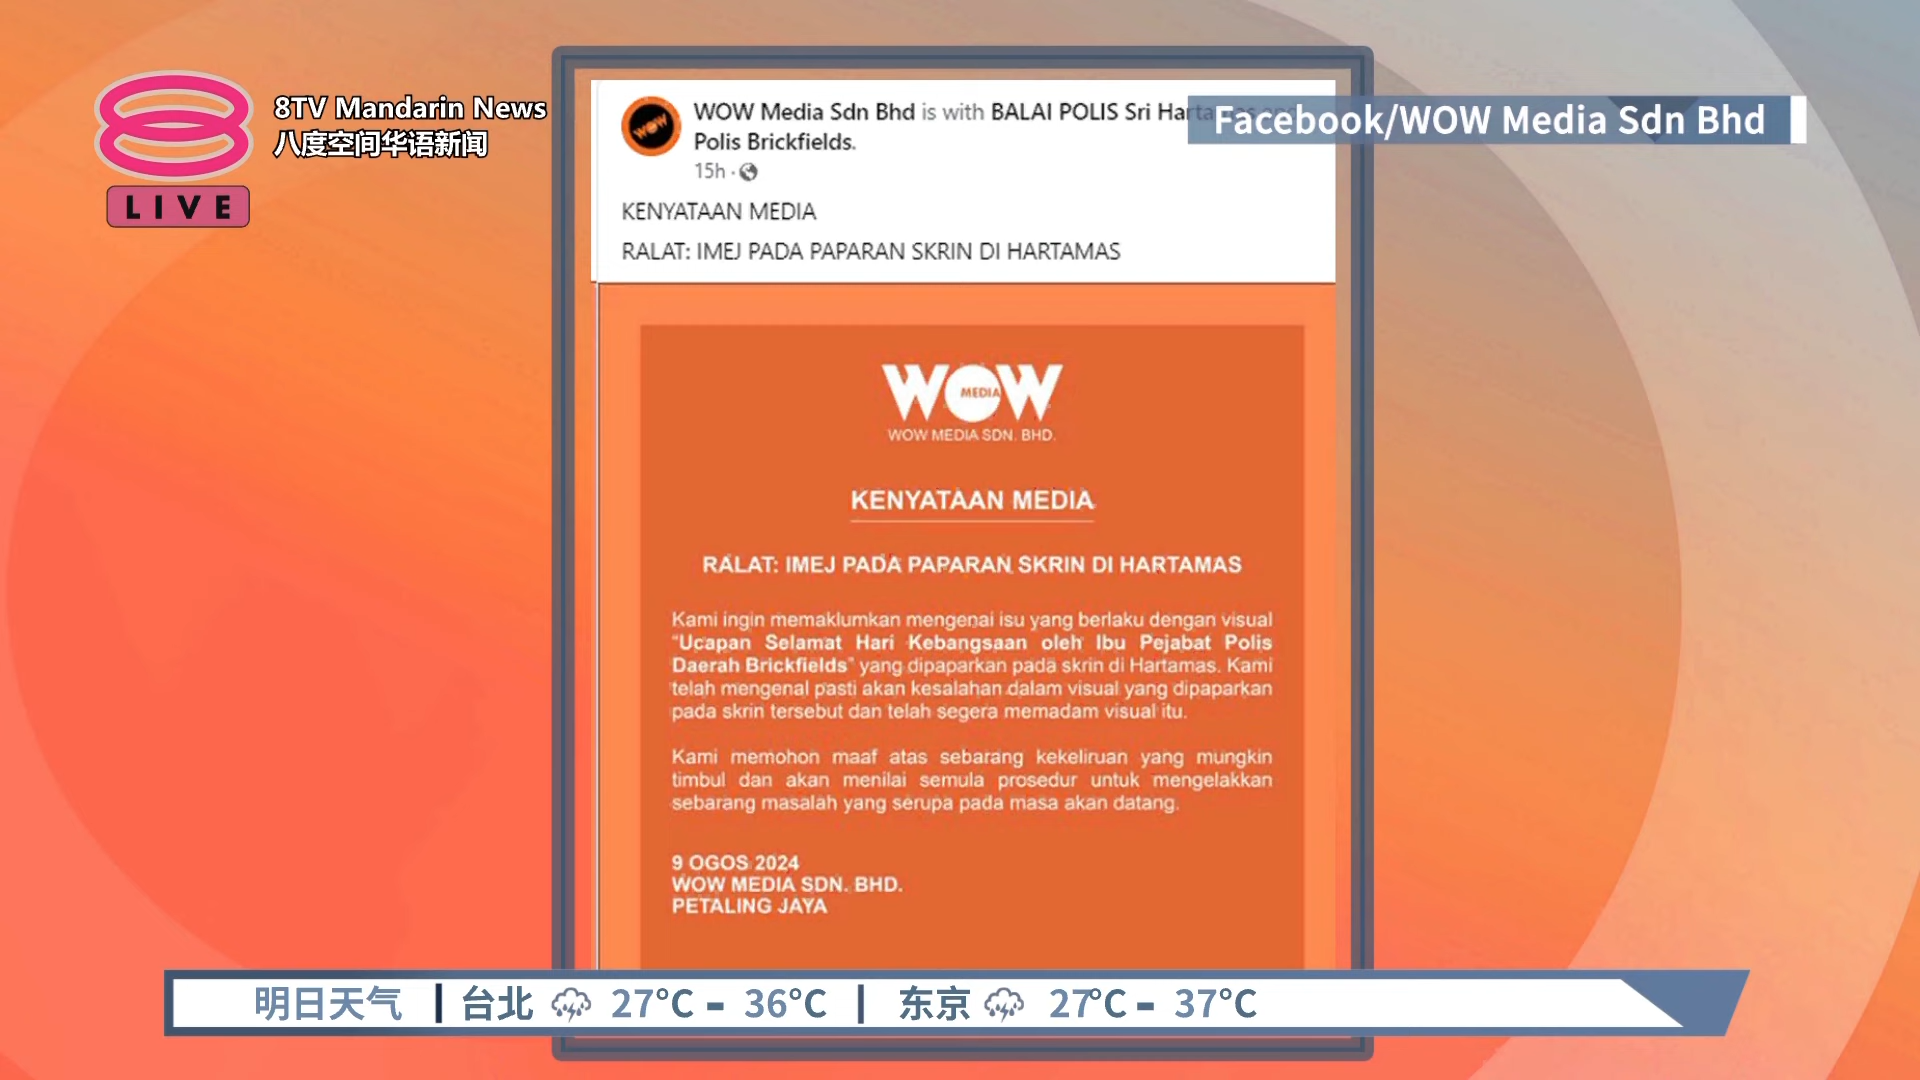 8TV Mandarin News
八度空间华语新闻
LIVE
WOW
WOW Media Sdn Bhd is with BALAI POLIS Sri
Polis Brickfields.
15h ·
Facebook/WOW Media Sdn Bhd
KENYATAAN MEDIA
RALAT: IMEJ PADA PAPARAN SKRIN DI HARTAMAS
WOW
MEDIA
WOW MEDIA SDN. BHD.
KENYATAAN MEDIA
RALAT: IMEJ PADA PAPARAN SKRIN DI HARTAMAS
Kami ingin memaklumkan mengenai isu yang berlaku dengan visual
"Ucapan Selamat Hari Kebangsaan oleh Ibu Pejabat Polis
Daerah Brickfields" yang dipaparkan pada skrin di Hartamas. Kami
telah mengenal pasti akan kesalahan dalam visual yang dipaparkan
pada skrin tersebut dan telah segera memadam visual itu.
Kami memohon maaf atas sebarang kekeliruan yang mungkin
timbul dan akan menilai semula prosedur untuk mengelakkan
sebarang masalah yang serupa pada masa akan datang.
9 OGOS 2024
WOW MEDIA SDN. BHD.
PETALING JAYA
明日天气 | 台北 27°C - 36°C | 东京 27°C - 37°C